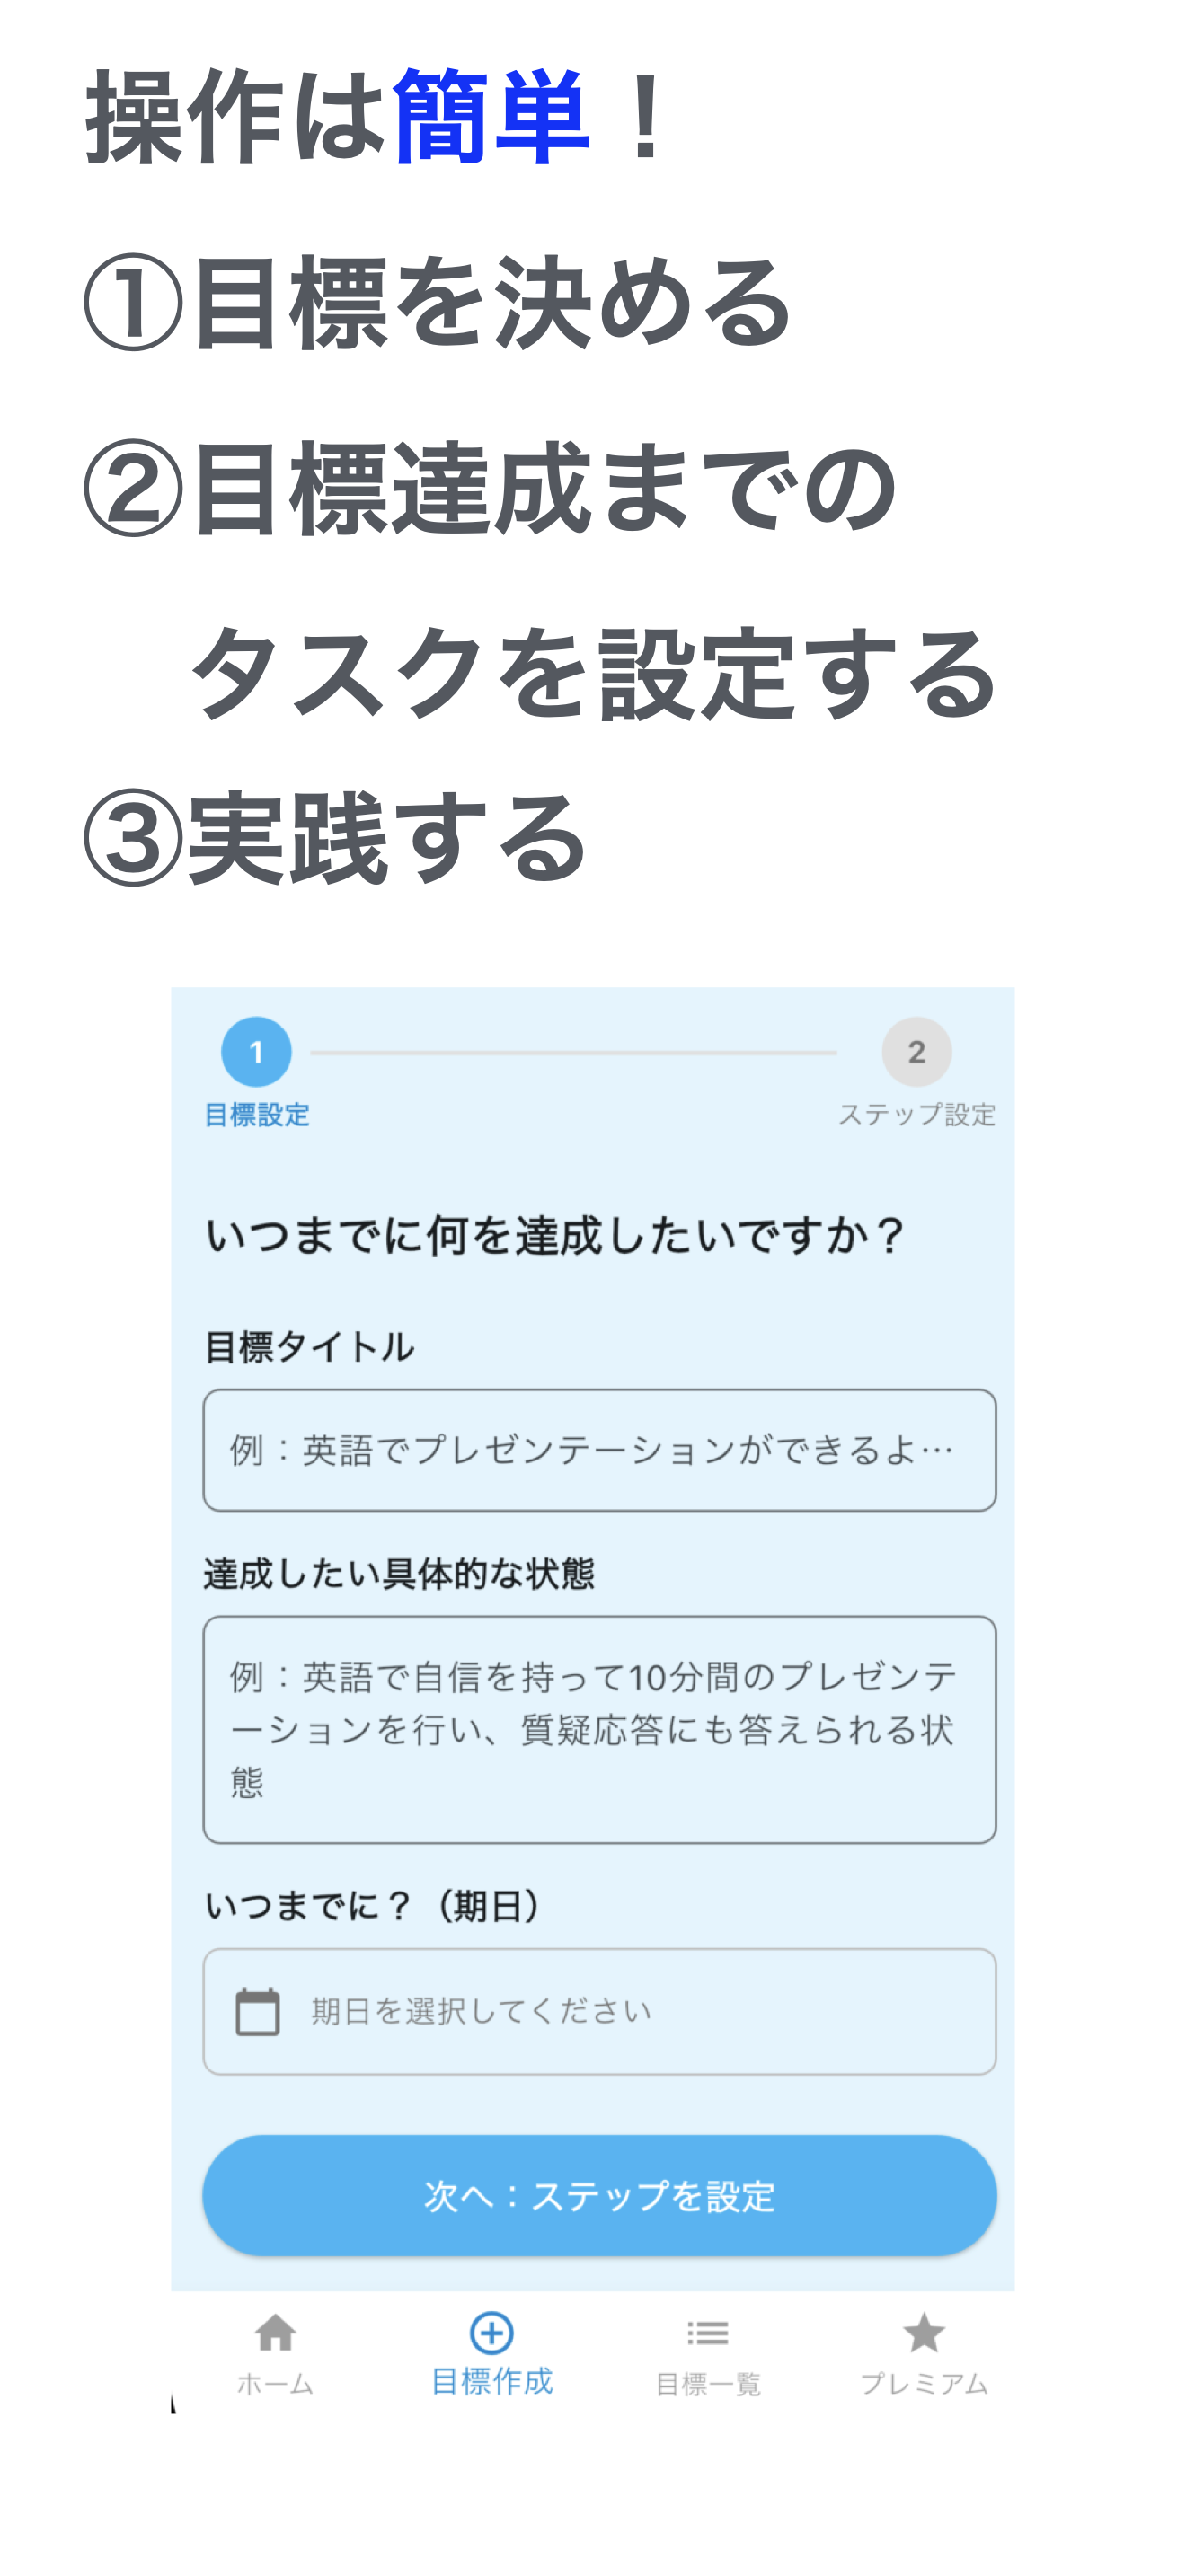 操作は簡単！
①目標を決める
②目標達成までの
タスクを設定する
③実践する
1
2
目標設定
ステップ設定
いつまでに何を達成したいですか？
目標タイトル
例：英語でプレゼンテーションができるよ…
達成したい具体的な状態
例：英語で自信を持って10分間のプレゼンテ
ーションを行い、質疑応答にも答えられる状
態
いつまでに？（期日）
期日を選択してください
次へ：ステップを設定
ホーム
目標作成
目標一覧
プレミアム